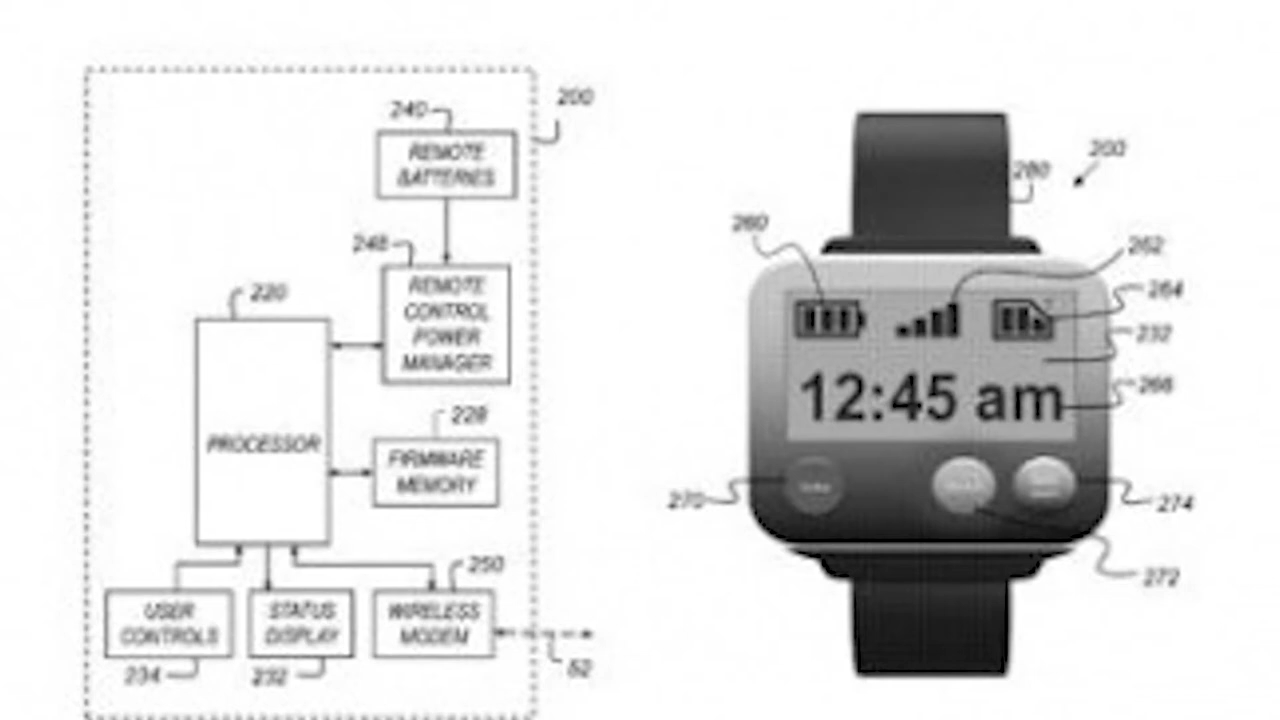 200
240
REMOTE
BATTERIES
248
REMOTE
CONTROL
POWER
MANAGER
220
PROCESSOR
228
FIRMWARE
MEMORY
250
USER
CONTROLS
STATUS
DISPLAY
WIRELESS
MODEM
234
232
52
200
280
260
262
264
232
12:45 am
266
270
274
272